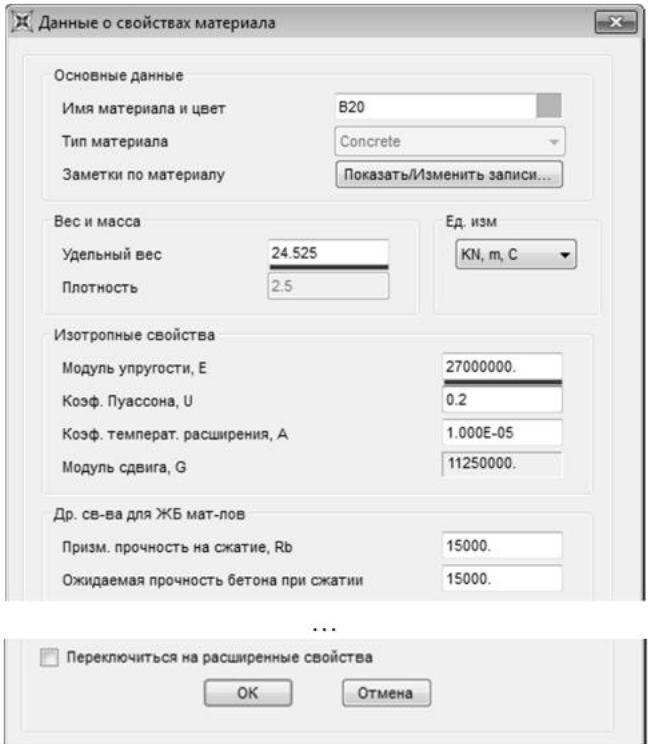 Данные о свойствах материала
Основные данные
Имя материала и цвет B20
Тип материала Concrete
Заметки по материалу Показать/Изменить записи...
Вес и масса Ед. изм
Удельный вес 24.525 KN, m, C
Плотность 2.5
Изотропные свойства
Модуль упругости, E 27000000.
Коэф. Пуассона, U 0.2
Коэф. температ. расширения, A 1.000E-05
Модуль сдвига, G 11250000.
Др. св-ва для ЖБ мат-лов
Призм. прочность на сжатие, Rb 15000.
Ожидаемая прочность бетона при сжатии 15000.
...
Переключиться на расширенные свойства
OK Отмена